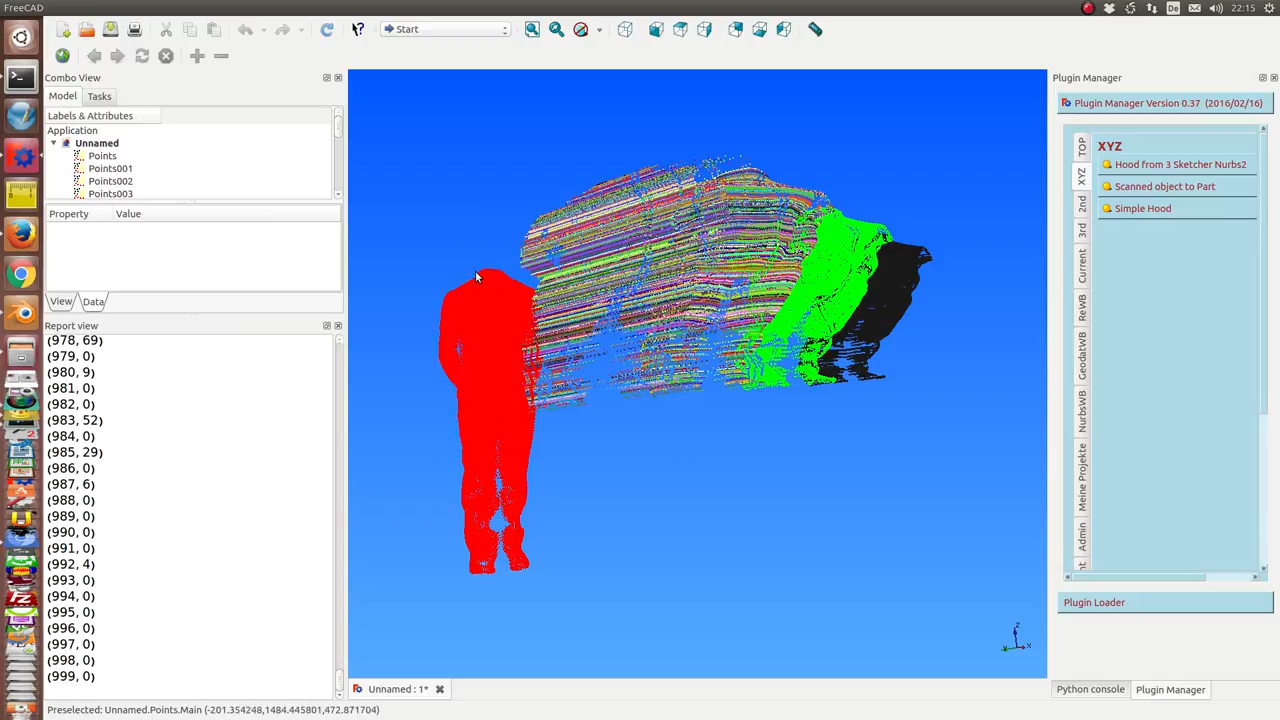 FreeCAD
De
22:15
Start
Combo View
Plugin Manager
Model
Tasks
Plugin Manager Version 0.37 (2016/02/16)
Labels & Attributes
Application
Unnamed
Points
Points001
Points002
Points003
TOP
XYZ
2nd
3rd
Current
ReWB
GeodatWB
NurbsWB
Meine Projekte
Admin
XYZ
Hood from 3 Sketcher Nurbs2
Scanned object to Part
Simple Hood
Property
Value
View
Data
Report view
(978, 69)
(979, 0)
(980, 9)
(981, 0)
(982, 0)
(983, 52)
(984, 0)
(985, 29)
(986, 0)
(987, 6)
(988, 0)
(989, 0)
(990, 0)
(991, 0)
(992, 4)
(993, 0)
(994, 0)
(995, 0)
(996, 0)
(997, 0)
(998, 0)
(999, 0)
Plugin Loader
Z
X
Unnamed : 1*
Python console
Plugin Manager
Preselected: Unnamed.Points.Main (-201.354248,1484.445801,472.871704)